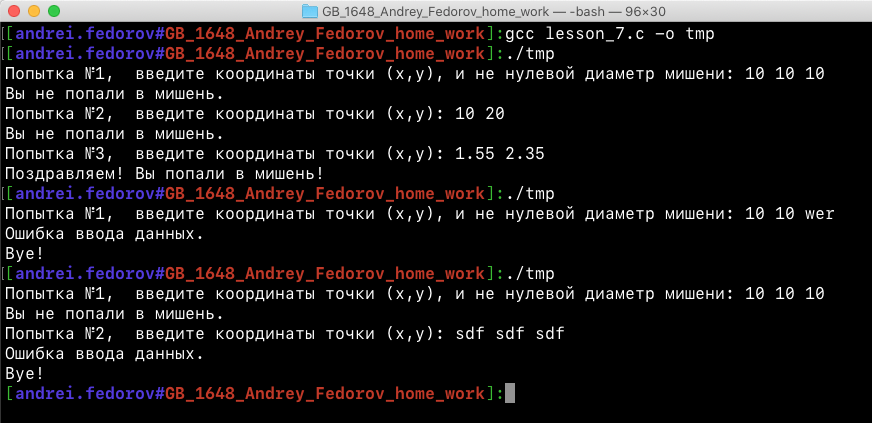 GB_1648_Andrey_Fedorov_home_work — -bash — 96×30
[[andrei.fedorov#GB_1648_Andrey_Fedorov_home_work]:gcc lesson_7.c -o tmp
[[andrei.fedorov#GB_1648_Andrey_Fedorov_home_work]:./tmp
Попытка №1,  введите координаты точки (x,y), и не нулевой диаметр мишени: 10 10 10
Вы не попали в мишень.
Попытка №2,  введите координаты точки (x,y): 10 20
Вы не попали в мишень.
Попытка №3,  введите координаты точки (x,y): 1.55 2.35
Поздравляем! Вы попали в мишень!
[[andrei.fedorov#GB_1648_Andrey_Fedorov_home_work]:./tmp
Попытка №1,  введите координаты точки (x,y), и не нулевой диаметр мишени: 10 10 wer
Ошибка ввода данных.
Bye!
[[andrei.fedorov#GB_1648_Andrey_Fedorov_home_work]:./tmp
Попытка №1,  введите координаты точки (x,y), и не нулевой диаметр мишени: 10 10 10
Вы не попали в мишень.
Попытка №2,  введите координаты точки (x,y): sdf sdf sdf
Ошибка ввода данных.
Bye!
[andrei.fedorov#GB_1648_Andrey_Fedorov_home_work]: